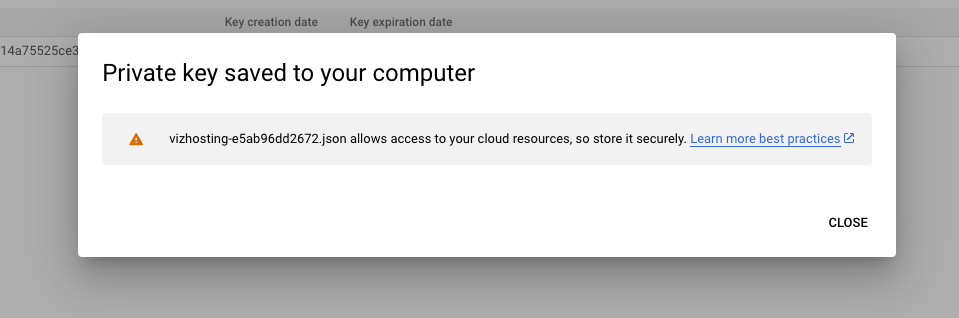 Key creation date Key expiration date
14a75525ce3
Private key saved to your computer
vizhosting-e5ab96dd2672.json allows access to your cloud resources, so store it securely. Learn more best practices
CLOSE